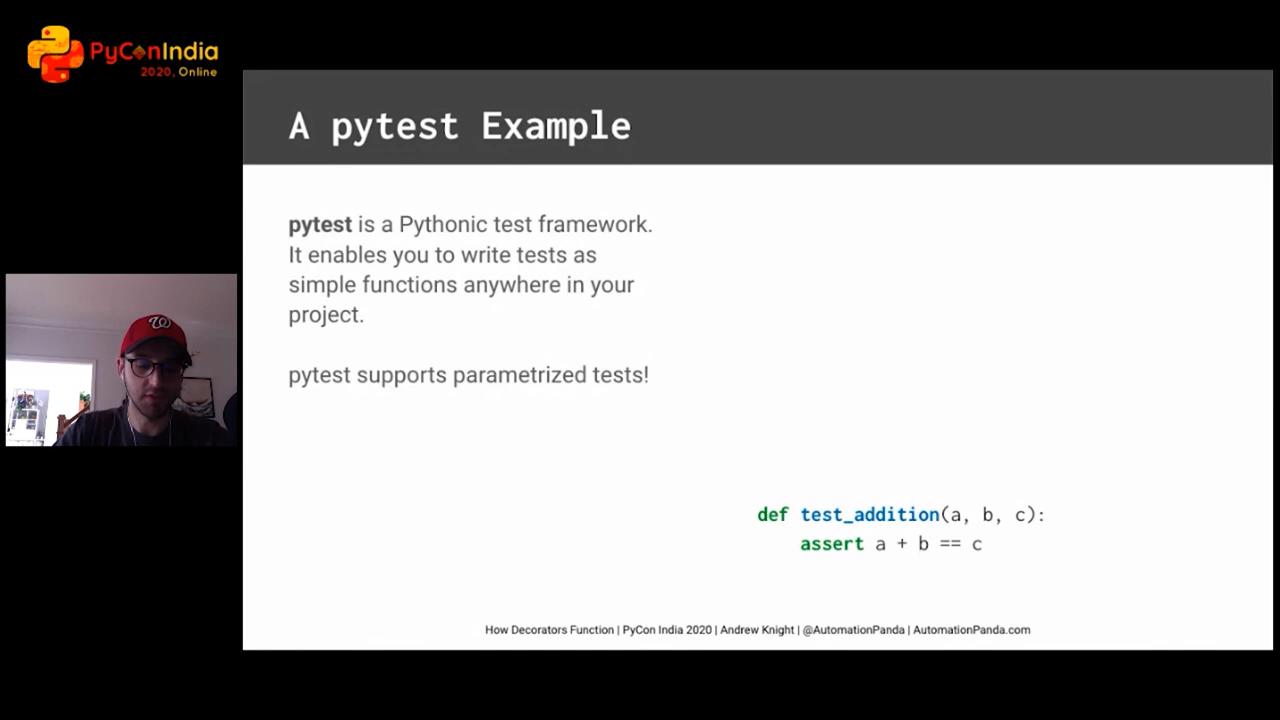 PyConIndia
2020, Online
A pytest Example
pytest is a Pythonic test framework.
It enables you to write tests as
simple functions anywhere in your
project.
pytest supports parametrized tests!
def test_addition(a, b, c):
    assert a + b == c
How Decorators Function | PyCon India 2020 | Andrew Knight | @AutomationPanda | AutomationPanda.com
W